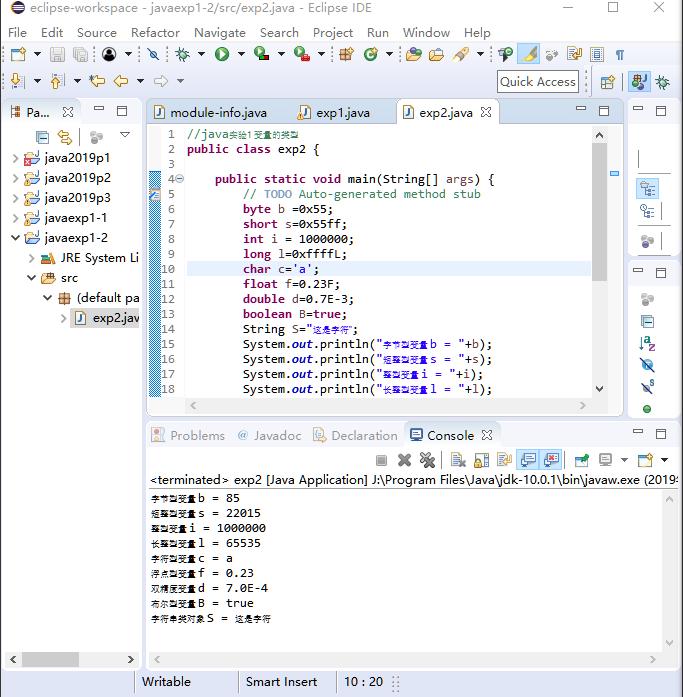 eclipse-workspace - javaexp1-2/src/exp2.java - Eclipse IDE
File Edit Source Refactor Navigate Search Project Run Window Help
Quick Access
Pa...
module-info.java exp1.java exp2.java
java2019p1
java2019p2
java2019p3
javaexp1-1
javaexp1-2
JRE System Li
src
(default pa
exp2.jav
1 //java实验1变量的类型
2 public class exp2 {
3
4 public static void main(String[] args) {
5 // TODO Auto-generated method stub
6 byte b =0x55;
7 short s=0x55ff;
8 int i = 1000000;
9 long l=0xffffL;
10 char c='a';
11 float f=0.23F;
12 double d=0.7E-3;
13 boolean B=true;
14 String S="这是字符";
15 System.out.println("字节型变量b = "+b);
16 System.out.println("短整型变量s = "+s);
17 System.out.println("整型变量i = "+i);
18 System.out.println("长整型变量l = "+l);
Problems @ Javadoc Declaration Console
<terminated> exp2 [Java Application] J:\Program Files\Java\jdk-10.0.1\bin\javaw.exe (2019
字节型变量b = 85
短整型变量s = 22015
整型变量i = 1000000
长整型变量l = 65535
字符型变量c = a
浮点型变量f = 0.23
双精度变量d = 7.0E-4
布尔型变量B = true
字符串类对象S = 这是字符
Writable Smart Insert 10 : 20